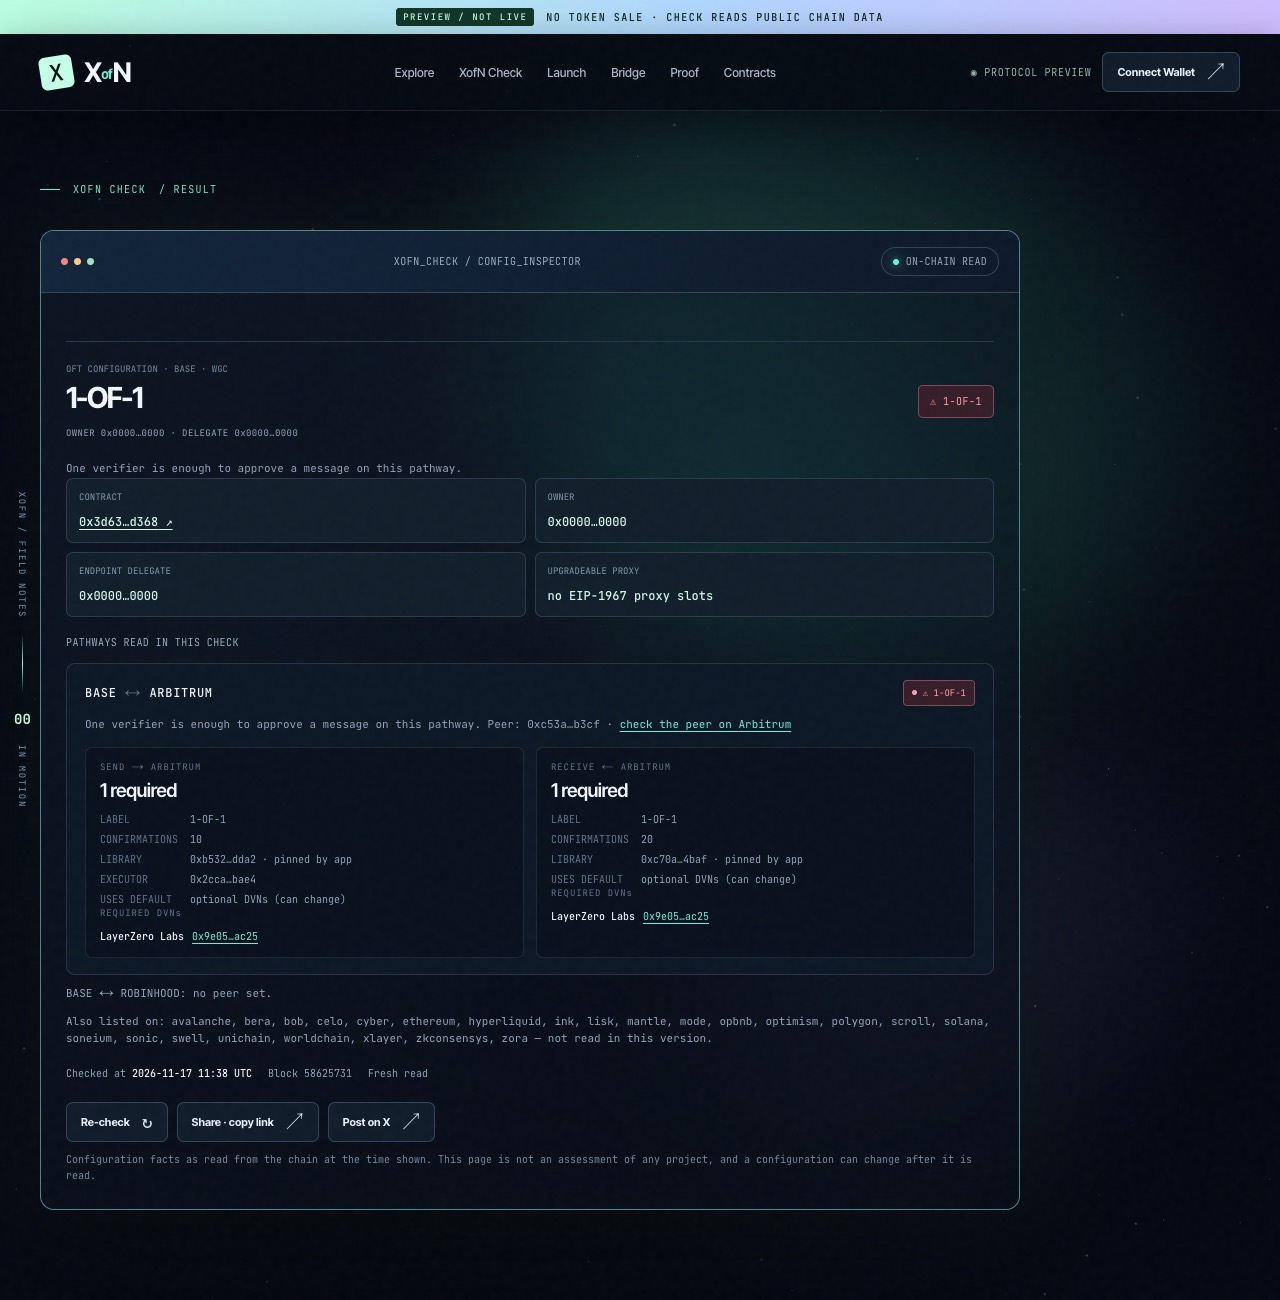 PREVIEW / NOT LIVE NO TOKEN SALE · CHECK READS PUBLIC CHAIN DATA
X XofN Explore XofN Check Launch Bridge Proof Contracts ◉ PROTOCOL PREVIEW Connect Wallet ↗
XOFN CHECK / RESULT
XOFN_CHECK / CONFIG_INSPECTOR ON-CHAIN READ
OFT CONFIGURATION · BASE · WGC
1-OF-1
⚠ 1-OF-1
OWNER 0x0000…0000 · DELEGATE 0x0000…0000
One verifier is enough to approve a message on this pathway.
CONTRACT
0x3d63…d368 ↗
OWNER
0x0000…0000
ENDPOINT DELEGATE
0x0000…0000
UPGRADEABLE PROXY
no EIP-1967 proxy slots
PATHWAYS READ IN THIS CHECK
BASE ⟷ ARBITRUM ⚠ 1-OF-1
One verifier is enough to approve a message on this pathway. Peer: 0xc53a…b3cf · check the peer on Arbitrum
SEND ⟶ ARBITRUM
1 required
LABEL 1-OF-1
CONFIRMATIONS 10
LIBRARY 0xb532…dda2 · pinned by app
EXECUTOR 0x2cca…bae4
USES DEFAULT optional DVNs (can change)
REQUIRED DVNs
LayerZero Labs 0x9e05…ac25
RECEIVE ⟵ ARBITRUM
1 required
LABEL 1-OF-1
CONFIRMATIONS 20
LIBRARY 0xc70a…4baf · pinned by app
USES DEFAULT optional DVNs (can change)
REQUIRED DVNs
LayerZero Labs 0x9e05…ac25
BASE ⟷ ROBINHOOD: no peer set.
Also listed on: avalanche, bera, bob, celo, cyber, ethereum, hyperliquid, ink, lisk, mantle, mode, opbnb, optimism, polygon, scroll, solana,
soneium, sonic, swell, unichain, worldchain, xlayer, zkconsensys, zora — not read in this version.
Checked at 2026-11-17 11:38 UTC Block 58625731 Fresh read
Re-check ↻ Share · copy link ↗ Post on X ↗
Configuration facts as read from the chain at the time shown. This page is not an assessment of any project, and a configuration can change after it is
read.
XOFN / FIELD NOTES
00
IN MOTION